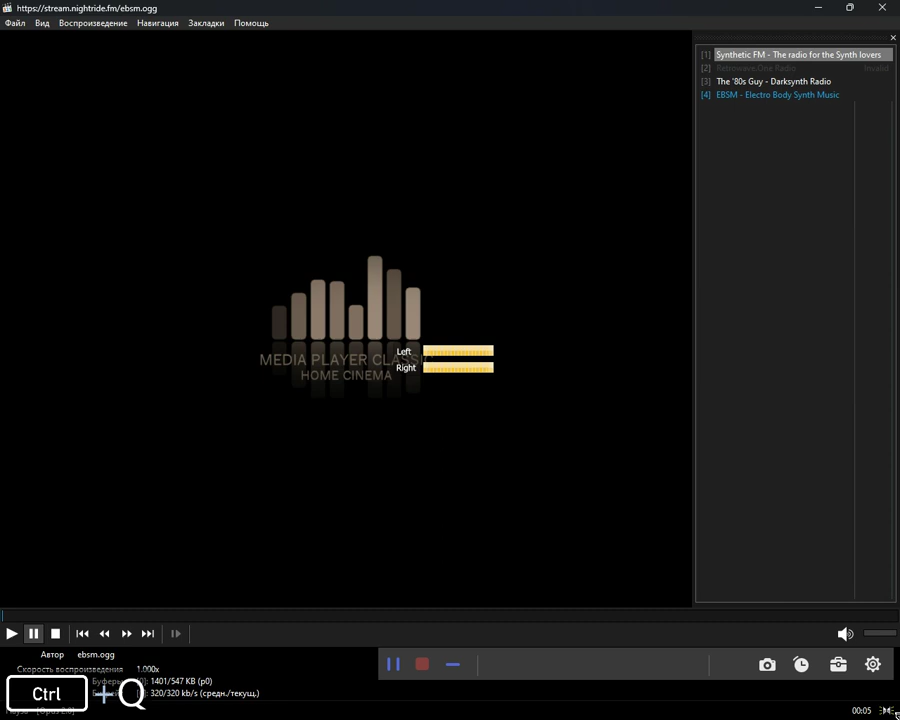 https://stream.nightride.fm/ebsm.ogg
Файл Вид Воспроизведение Навигация Закладки Помощь
[1] Synthetic FM - The radio for the Synth lovers
[2] Retrowave.One Radio Invalid
[3] The '80s Guy - Darksynth Radio
[4] EBSM - Electro Body Synth Music
MEDIA PLAYER CLASSIC
HOME CINEMA
Left
Right
Автор ebsm.ogg
Скорость воспроизведения 1.000x
Буферы [0]: 1401/547 KB (p0)
320/320 kb/s (средн./текущ.)
Ctrl +Q
00:05